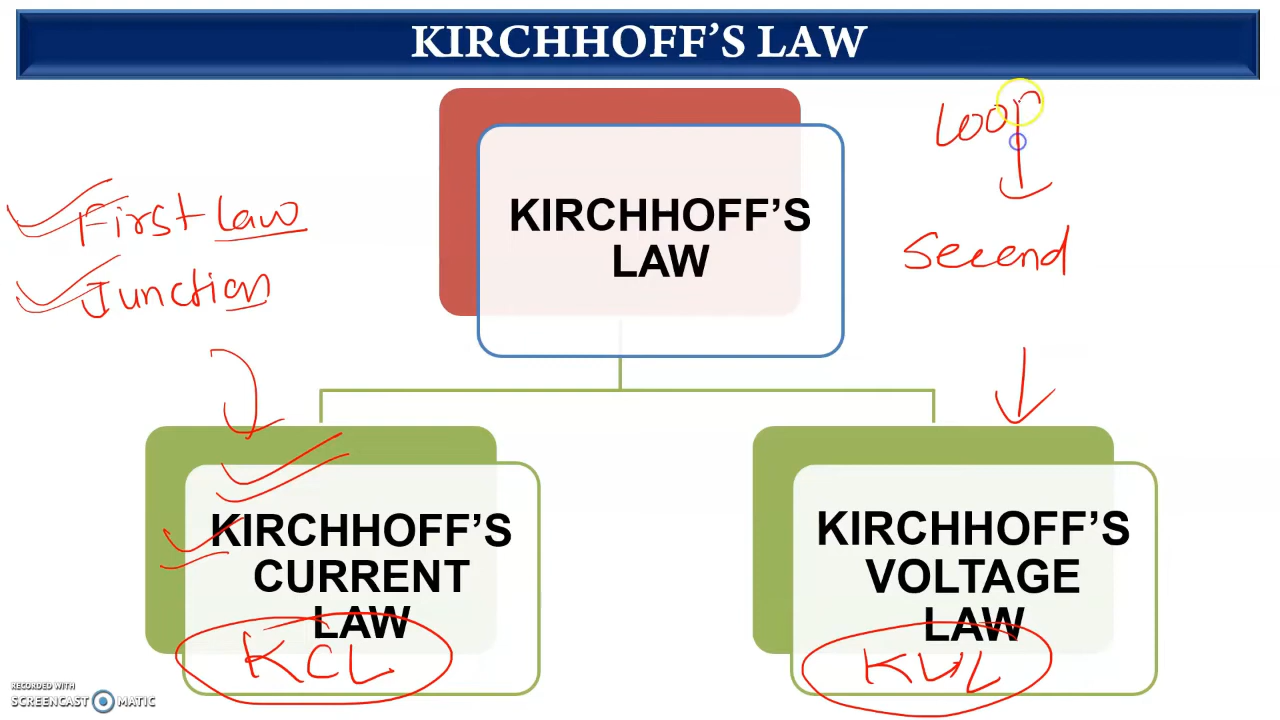 KIRCHHOFF'S LAW
Loop
KIRCHHOFF'S
LAW
First law
Junction
Second
KIRCHHOFF'S
CURRENT
LAW
KCL
KIRCHHOFF'S
VOLTAGE
LAW
KVL
RECORDED WITH
SCREENCAST MATIC